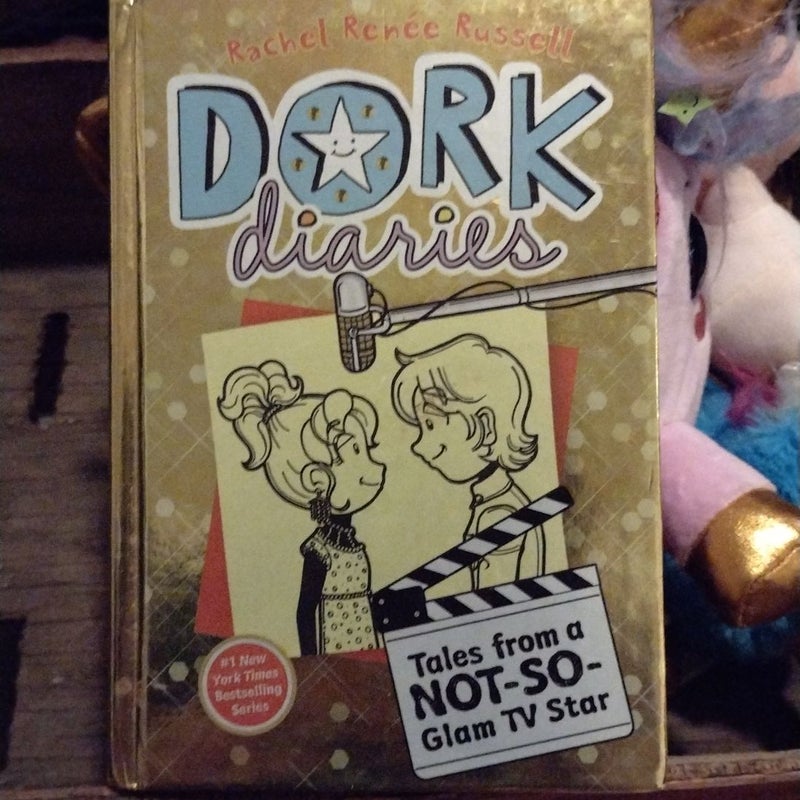 Rachel Renée Russell
DORK
diaries
Tales from a
NOT-SO-
Glam TV Star
#1 New
York Times
Bestselling
Series